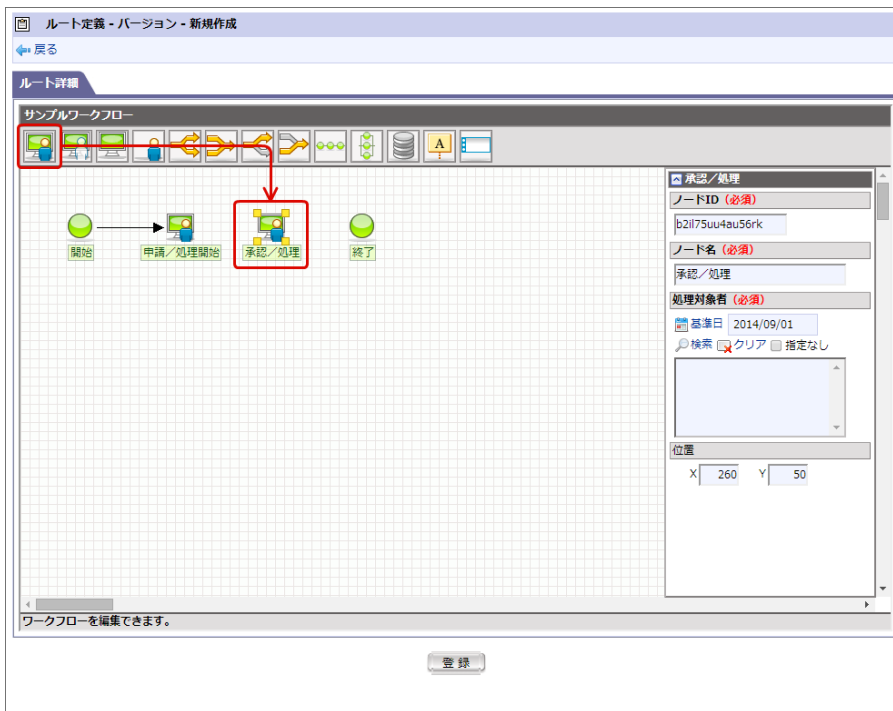 ルート定義 - バージョン - 新規作成
戻る
ルート詳細
サンプルワークフロー
A
開始
申請／処理開始
承認／処理
終了
承認／処理
ノードID（必須）
b2il75uu4au56rk
ノード名（必須）
承認／処理
処理対象者（必須）
基準日 2014/09/01
検索 クリア 指定なし
位置
X 260 Y 50
ワークフローを編集できます。
登録